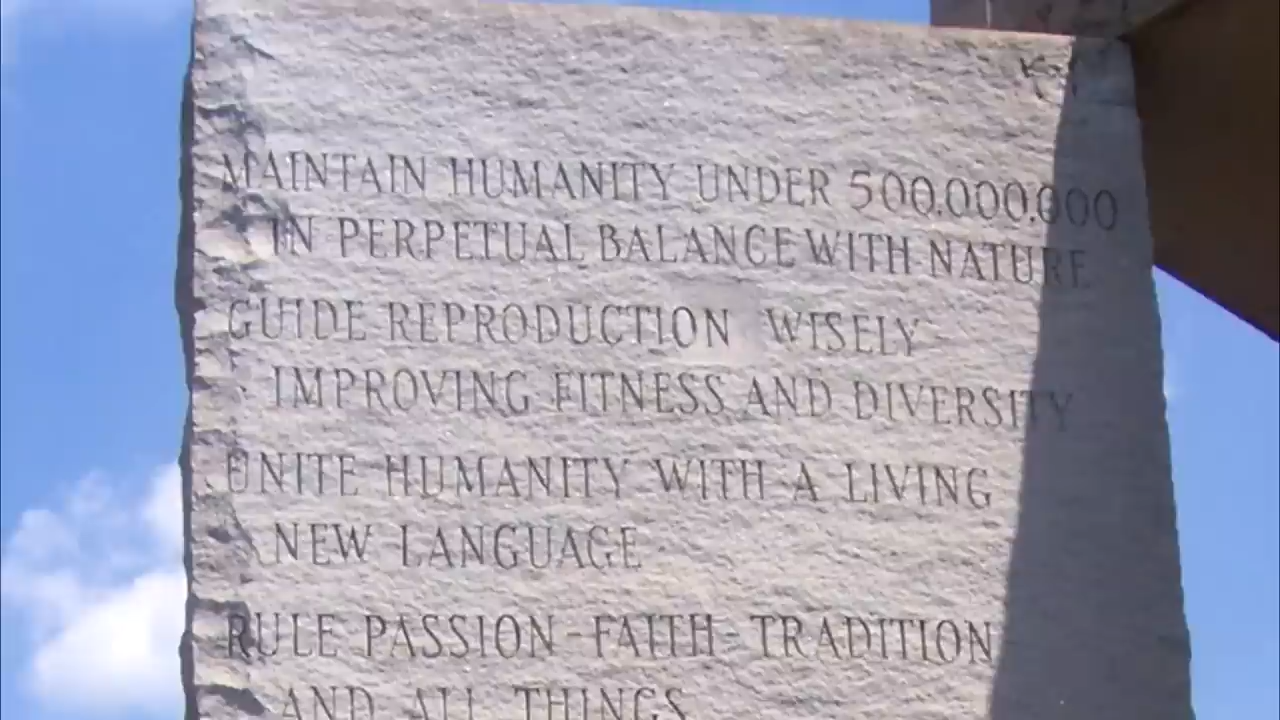 MAINTAIN HUMANITY UNDER 500,000,000
IN PERPETUAL BALANCE WITH NATURE
GUIDE REPRODUCTION WISELY
IMPROVING FITNESS AND DIVERSITY
UNITE HUMANITY WITH A LIVING
NEW LANGUAGE
RULE PASSION - FAITH - TRADITION
AND ALL THINGS